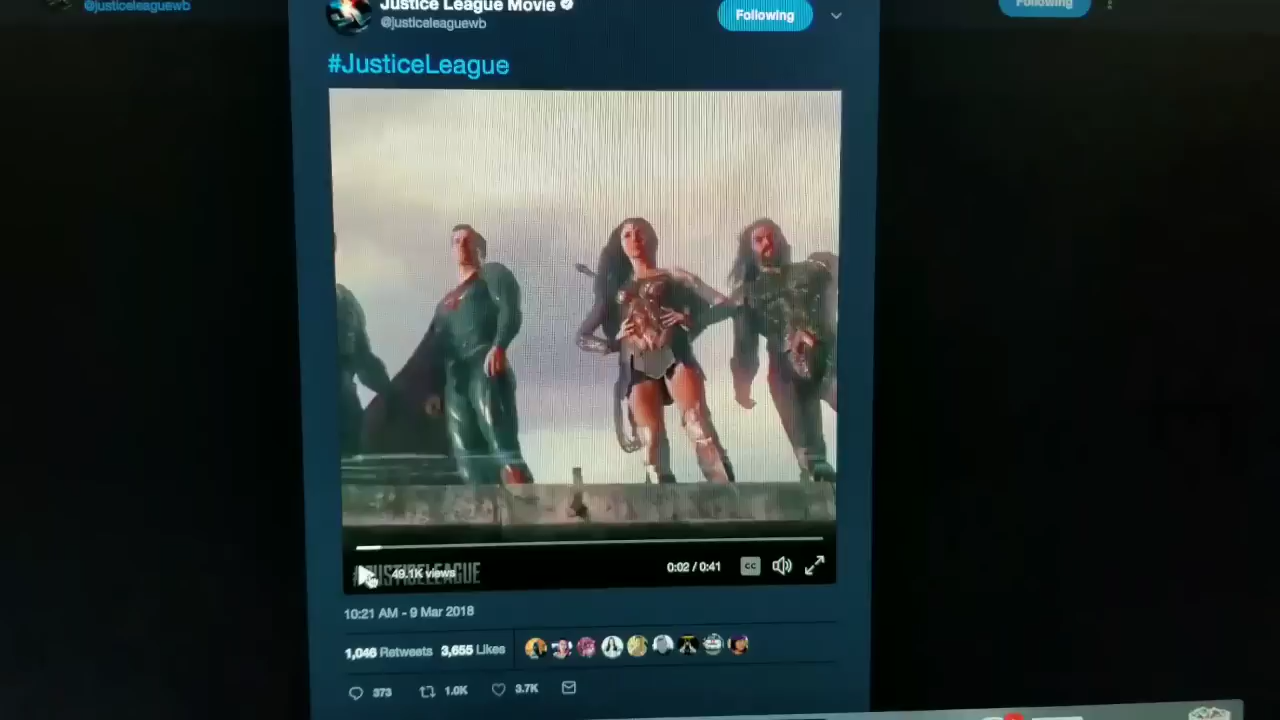 @justiceleaguewb
Following
Justice League Movie
@justiceleaguewb
Following
#JusticeLeague
49.1K views
JUSTICELEAGUE
0:02 / 0:41
CC
10:21 AM - 9 Mar 2018
1,046 Retweets 3,655 Likes
373 1.0K 3.7K